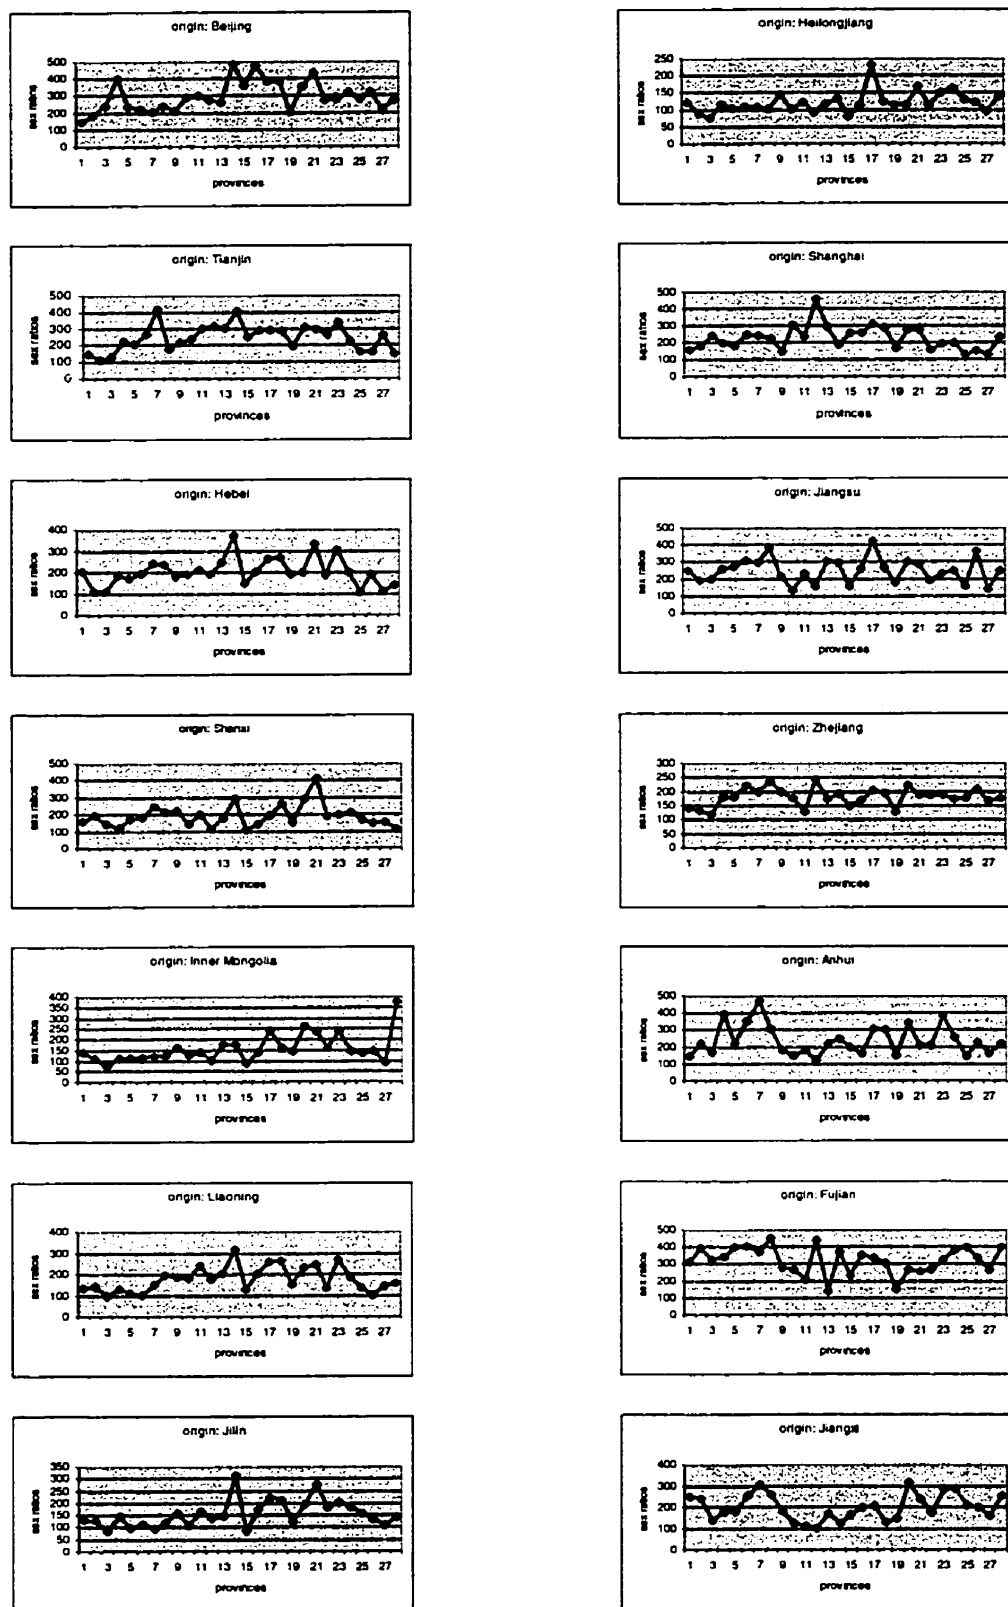 origin: Beijing
sex ratios
500
400
300
200
100
0
1 3 5 7 9 11 13 15 17 19 21 23 25 27
provinces
origin: Heilongjiang
sex ratios
250
200
150
100
50
0
1 3 5 7 9 11 13 15 17 19 21 23 25 27
provinces
origin: Tianjin
sex ratios
500
400
300
200
100
0
1 3 5 7 9 11 13 15 17 19 21 23 25 27
provinces
origin: Shanghai
sex ratios
500
400
300
200
100
0
1 3 5 7 9 11 13 15 17 19 21 23 25 27
provinces
origin: Hebei
sex ratios
400
300
200
100
0
1 3 5 7 9 11 13 15 17 19 21 23 25 27
provinces
origin: Jiangsu
sex ratios
500
400
300
200
100
0
1 3 5 7 9 11 13 15 17 19 21 23 25 27
provinces
origin: Shanxi
sex ratios
500
400
300
200
100
0
1 3 5 7 9 11 13 15 17 19 21 23 25 27
provinces
origin: Zhejiang
sex ratios
300
250
200
150
100
50
0
1 3 5 7 9 11 13 15 17 19 21 23 25 27
provinces
origin: Inner Mongolia
sex ratios
400
350
300
250
200
150
100
50
0
1 3 5 7 9 11 13 15 17 19 21 23 25 27
provinces
origin: Anhui
sex ratios
500
400
300
200
100
0
1 3 5 7 9 11 13 15 17 19 21 23 25 27
provinces
origin: Liaoning
sex ratios
400
300
200
100
0
1 3 5 7 9 11 13 15 17 19 21 23 25 27
provinces
origin: Fujian
sex ratios
500
400
300
200
100
0
1 3 5 7 9 11 13 15 17 19 21 23 25 27
provinces
origin: Jilin
sex ratios
350
300
250
200
150
100
50
0
1 3 5 7 9 11 13 15 17 19 21 23 25 27
provinces
origin: Jiangxi
sex ratios
400
300
200
100
0
1 3 5 7 9 11 13 15 17 19 21 23 25 27
provinces